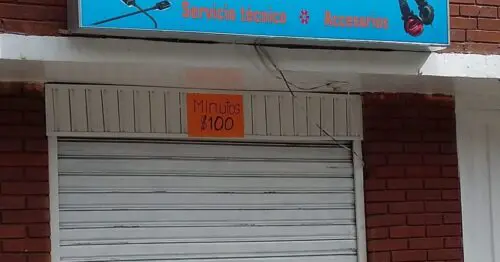 Servicio técnico * Accesorios
Minutos
$100